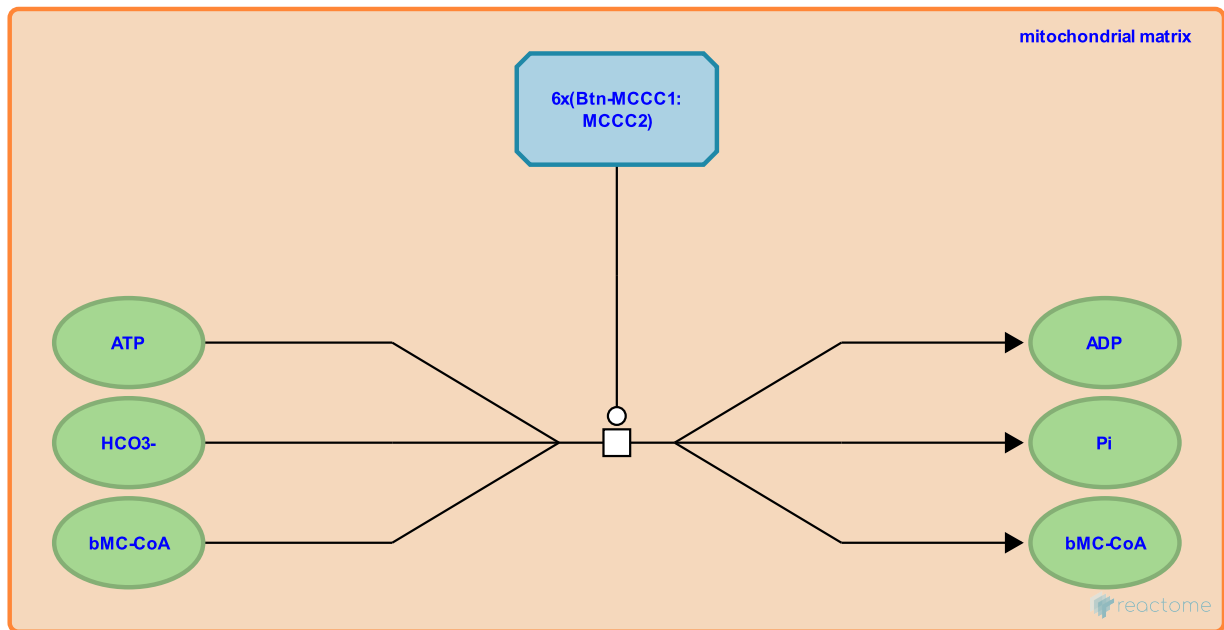 mitochondrial matrix
6x(Btn-MCCC1:
MCCC2)
ATP
ADP
HCO3-
Pi
bMC-CoA
bMC-CoA
reactome